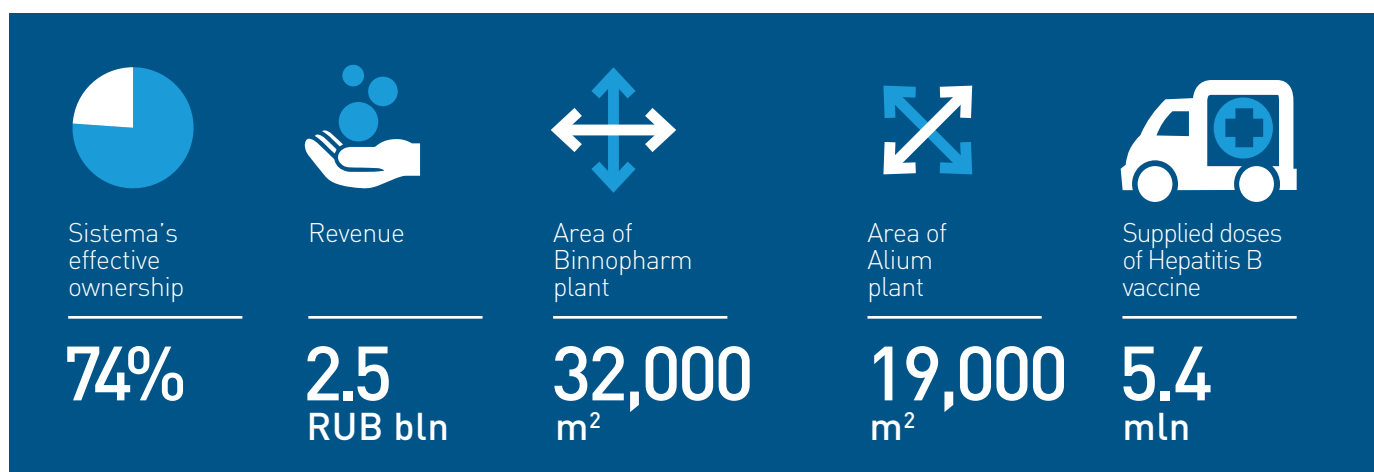 Sistema's
effective
ownership
74%
Revenue
2.5
RUB bln
Area of
Binnopharm
plant
32,000
m²
Area of
Alium
plant
19,000
m²
Supplied doses
of Hepatitis B
vaccine
5.4
mln